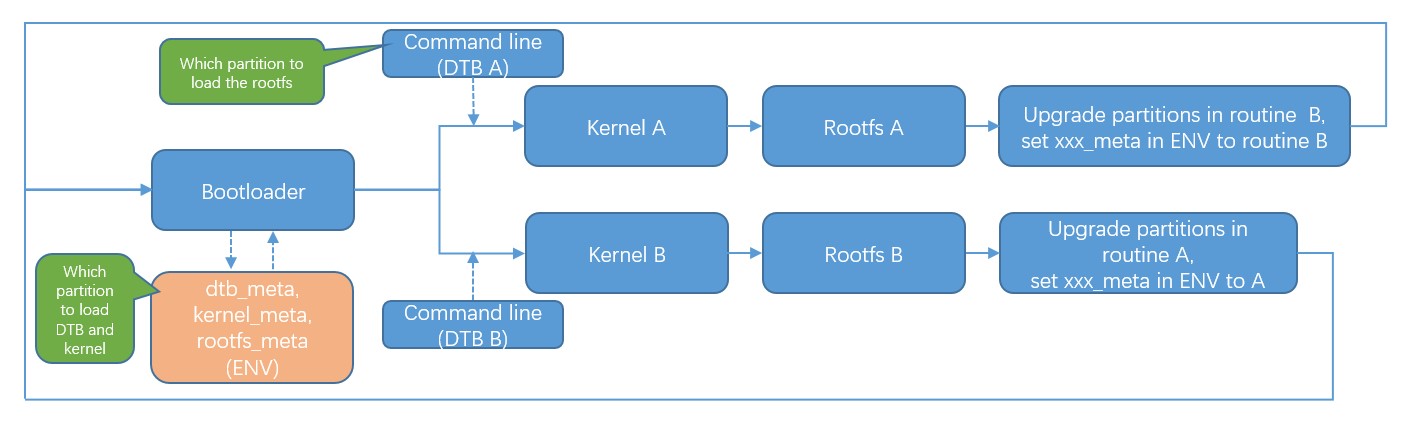 Which partition to
load the rootfs
Command line
(DTB A)
Kernel A
Rootfs A
Upgrade partitions in routine  B,
set xxx_meta in ENV to routine B
Bootloader
Which
partition
to load
DTB and
kernel
dtb_meta,
kernel_meta,
rootfs_meta
(ENV)
Command line
(DTB B)
Kernel B
Rootfs B
Upgrade partitions in
routine A,
set xxx_meta in ENV to A